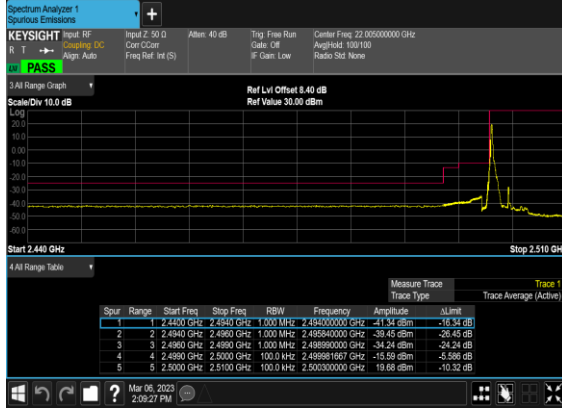 Spectrum Analyzer 1
Spurious Emissions
+
KEYSIGHT Input: RF Input Z: 50 Ω Atten: 40 dB Trig: Free Run Center Freq: 22.005000000 GHz
R T Coupling: DC Corr CCorr Gate: Off Avg|Hold: 100/100
Align: Auto Freq Ref: Int (S) IF Gain: Low Radio Std: None
PASS
3 All Range Graph
Ref Lvl Offset 8.40 dB
Scale/Div 10.0 dB Ref Value 30.00 dBm
Log
20.0
10.0
0.00
-10.0
-20.0
-30.0
-40.0
-50.0
-60.0
Start 2.440 GHz Stop 2.510 GH
4 All Range Table
Measure Trace Trace 1
Trace Type Trace Average (Active)
Spur Range Start Freq Stop Freq RBW Frequency Amplitude ΔLimit
1 1 2.4400 GHz 2.4940 GHz 1.000 MHz 2.494000000 GHz -41.34 dBm -16.34 dB
2 2 2.4940 GHz 2.4960 GHz 1.000 MHz 2.495840000 GHz -39.45 dBm -26.45 dB
3 3 2.4960 GHz 2.4990 GHz 1.000 MHz 2.498990000 GHz -34.24 dBm -24.24 dB
4 4 2.4990 GHz 2.5000 GHz 100.0 kHz 2.499981667 GHz -15.59 dBm -5.586 dB
5 5 2.5000 GHz 2.5100 GHz 100.0 kHz 2.500300000 GHz 19.68 dBm -10.32 dB
? Mar 06, 2023
2:09:27 PM